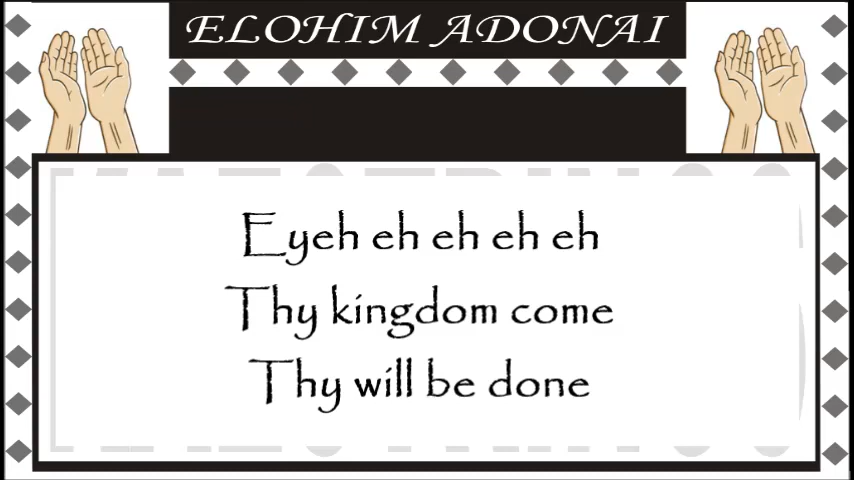 ELOHIM ADONAI
Eyeh eh eh eh eh
Thy kingdom come
Thy will be done